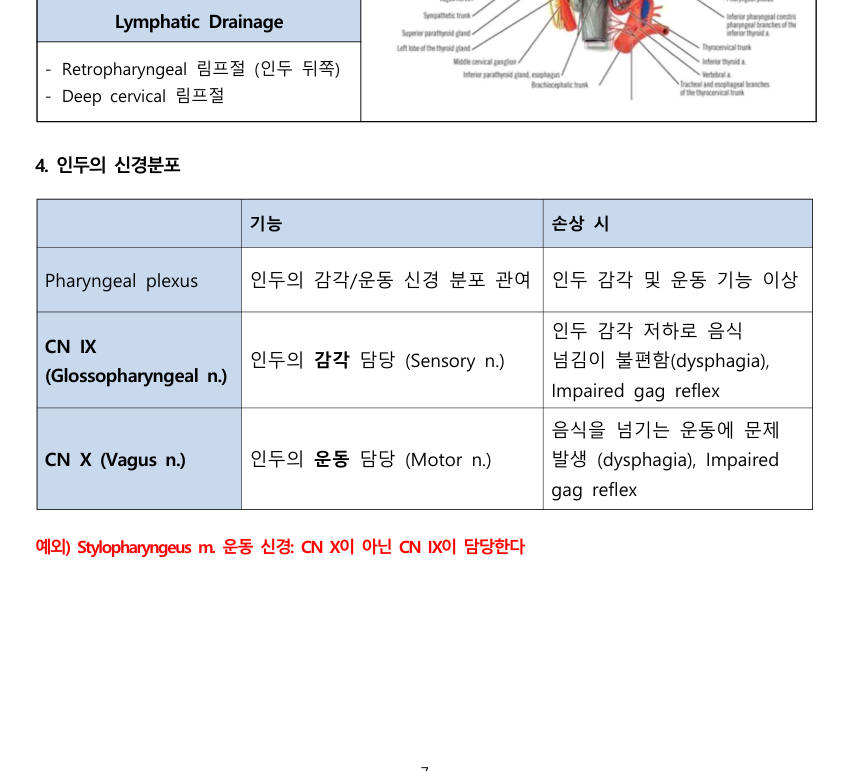 Lymphatic Drainage
- Retropharyngeal 림프절 (인두 뒤쪽)
- Deep cervical 림프절
Sympathetic trunk
Superior parathyroid gland
Left lobe of the thyroid gland
Middle cervical ganglion
Inferior parathyroid gland, esophagus
Brachiocephalic trunk
Inferior pharyngeal constri
pharyngeal branches of the
inferior thyroid a.
Thyrocervical trunk
Inferior thyroid a.
Vertebral a.
Tracheal and esophageal branches
of the thyrocervical trunk
4. 인두의 신경분포
기능
손상 시
Pharyngeal plexus
인두의 감각/운동 신경 분포 관여
인두 감각 및 운동 기능 이상
CN IX
(Glossopharyngeal n.)
인두의 감각 담당 (Sensory n.)
인두 감각 저하로 음식
넘김이 불편함(dysphagia),
Impaired gag reflex
CN X (Vagus n.)
인두의 운동 담당 (Motor n.)
음식을 넘기는 운동에 문제
발생 (dysphagia), Impaired
gag reflex
예외) Stylopharyngeus m. 운동 신경: CN X이 아닌 CN IX이 담당한다